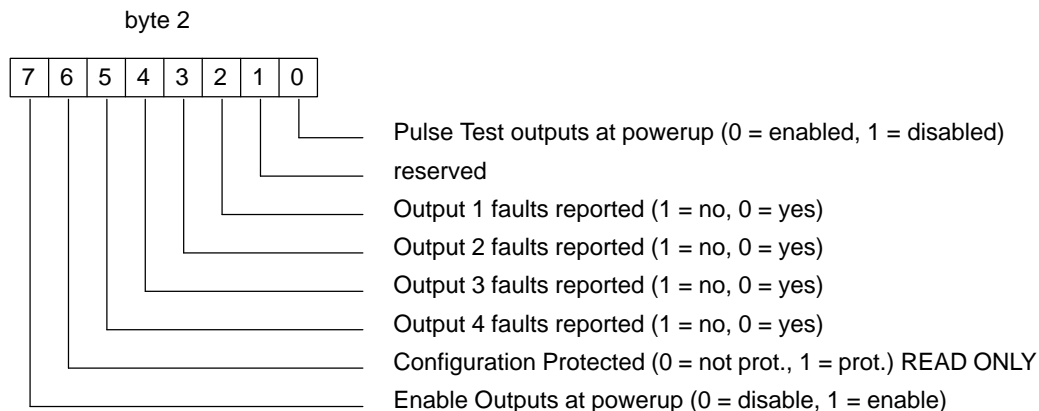 byte 2
7 6 5 4 3 2 1 0
Pulse Test outputs at powerup (0 = enabled, 1 = disabled)
reserved
Output 1 faults reported (1 = no, 0 = yes)
Output 2 faults reported (1 = no, 0 = yes)
Output 3 faults reported (1 = no, 0 = yes)
Output 4 faults reported (1 = no, 0 = yes)
Configuration Protected (0 = not prot., 1 = prot.) READ ONLY
Enable Outputs at powerup (0 = disable, 1 = enable)